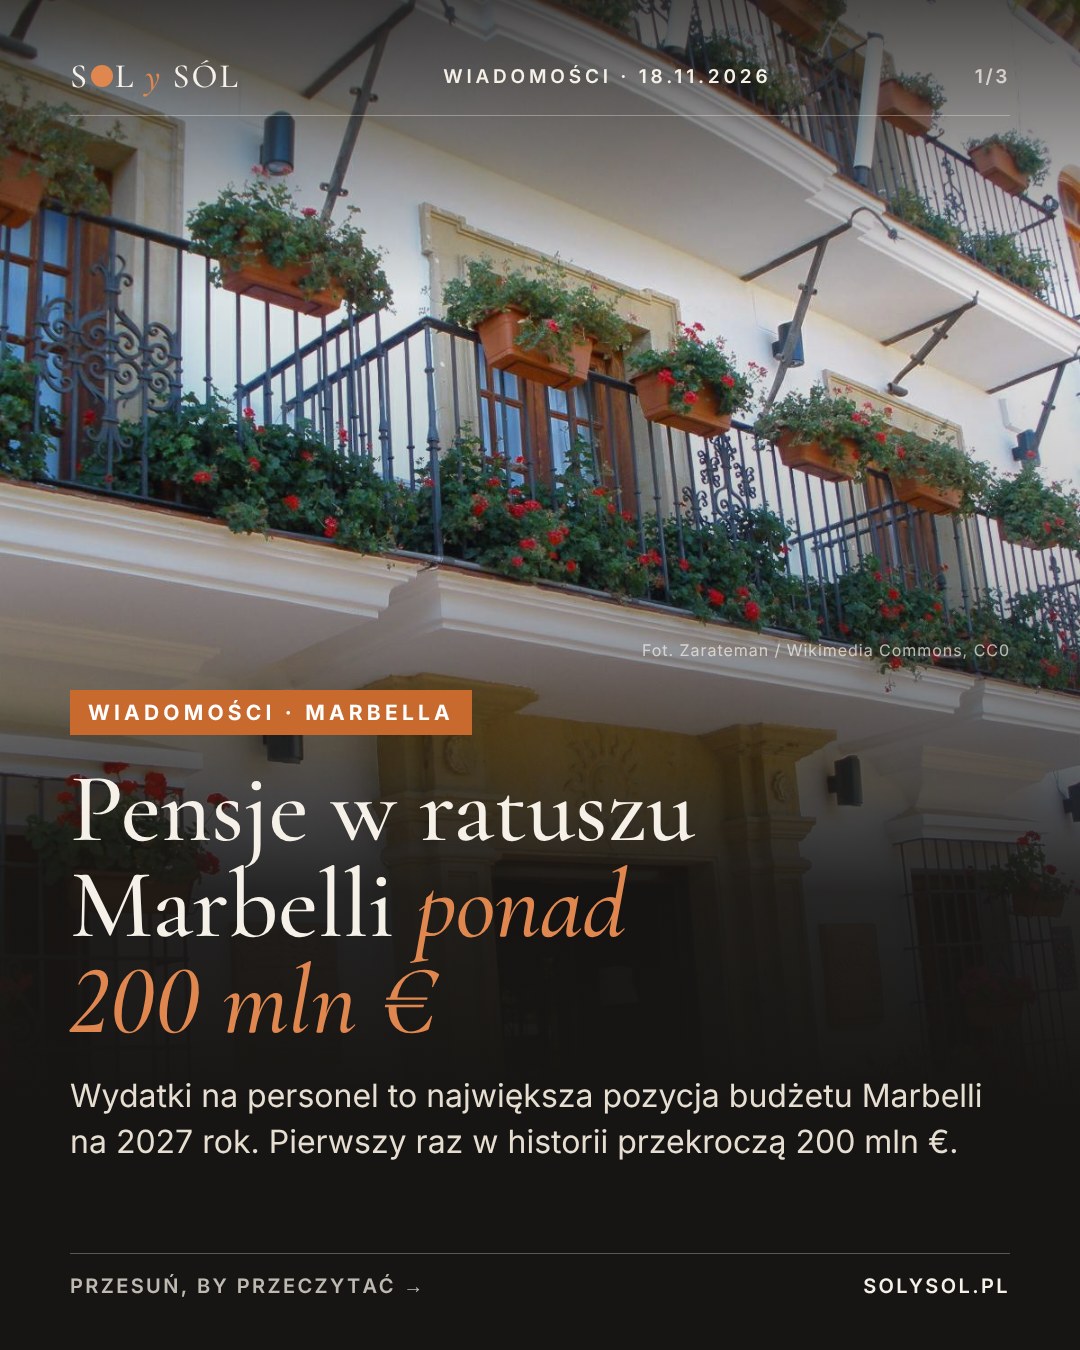 SOL y SÓL
WIADOMOŚCI · 18.11.2026
1/3
Fot. Zarateman / Wikimedia Commons, CC0
WIADOMOŚCI · MARBELLA
Pensje w ratuszu
Marbelli ponad
200 mln €
Wydatki na personel to największa pozycja budżetu Marbelli
na 2027 rok. Pierwszy raz w historii przekroczą 200 mln €.
PRZESUŃ, BY PRZECZYTAĆ →
SOLYSOL.PL